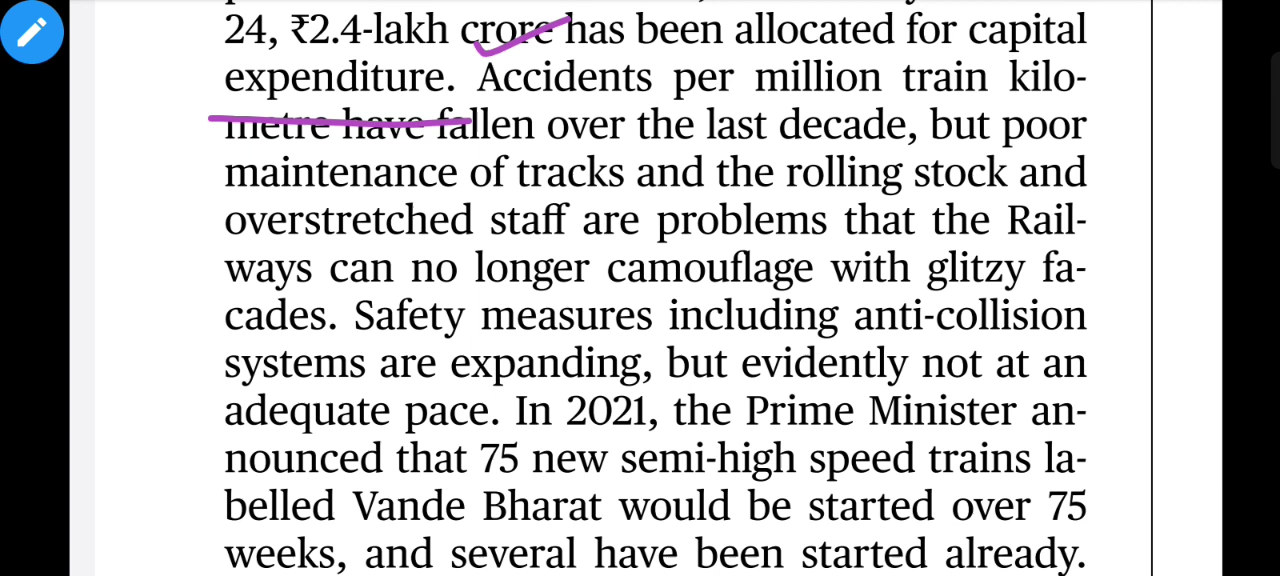 24, ₹2.4-lakh crore has been allocated for capital
expenditure. Accidents per million train kilo-
metre have fallen over the last decade, but poor
maintenance of tracks and the rolling stock and
overstretched staff are problems that the Rail-
ways can no longer camouflage with glitzy fa-
cades. Safety measures including anti-collision
systems are expanding, but evidently not at an
adequate pace. In 2021, the Prime Minister an-
nounced that 75 new semi-high speed trains la-
belled Vande Bharat would be started over 75
weeks, and several have been started already.